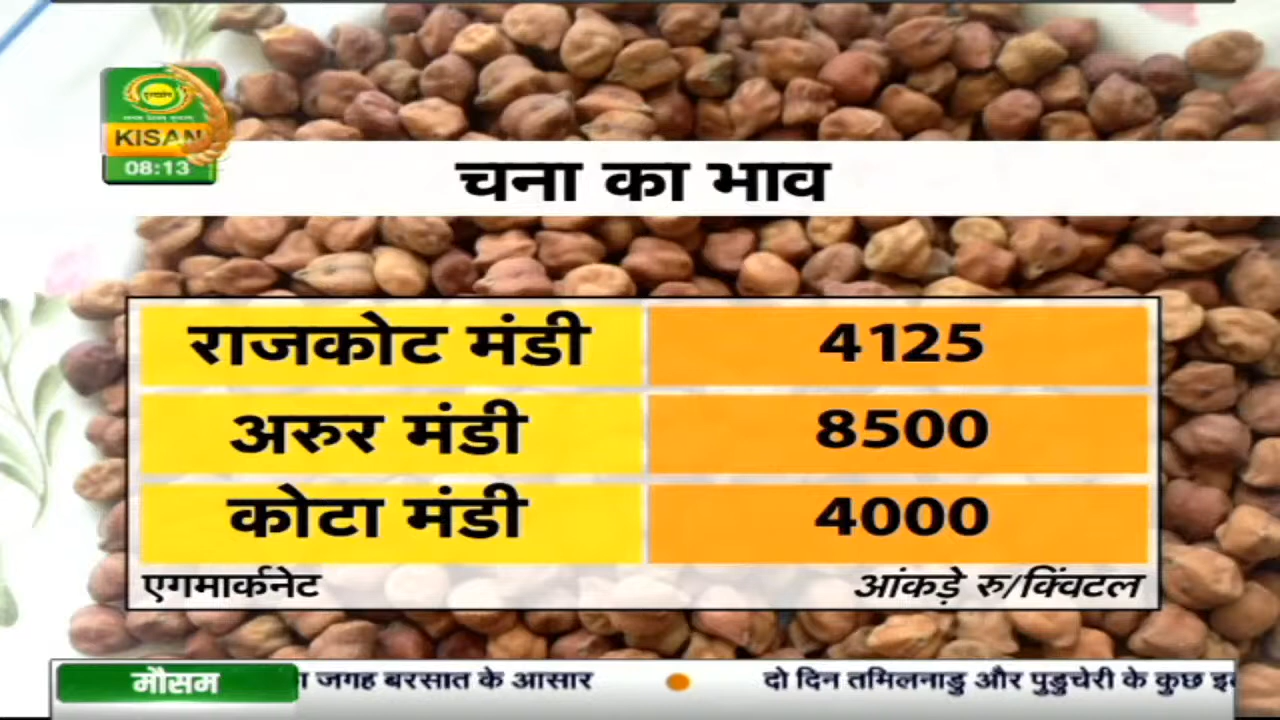 KISAN
08:13
चना का भाव
राजकोट मंडी 4125
अरुर मंडी 8500
कोटा मंडी 4000
एगमार्कनेट आंकड़े रु/क्विंटल
मौसम जगह बरसात के आसार दो दिन तमिलनाडु और पुडुचेरी के कुछ